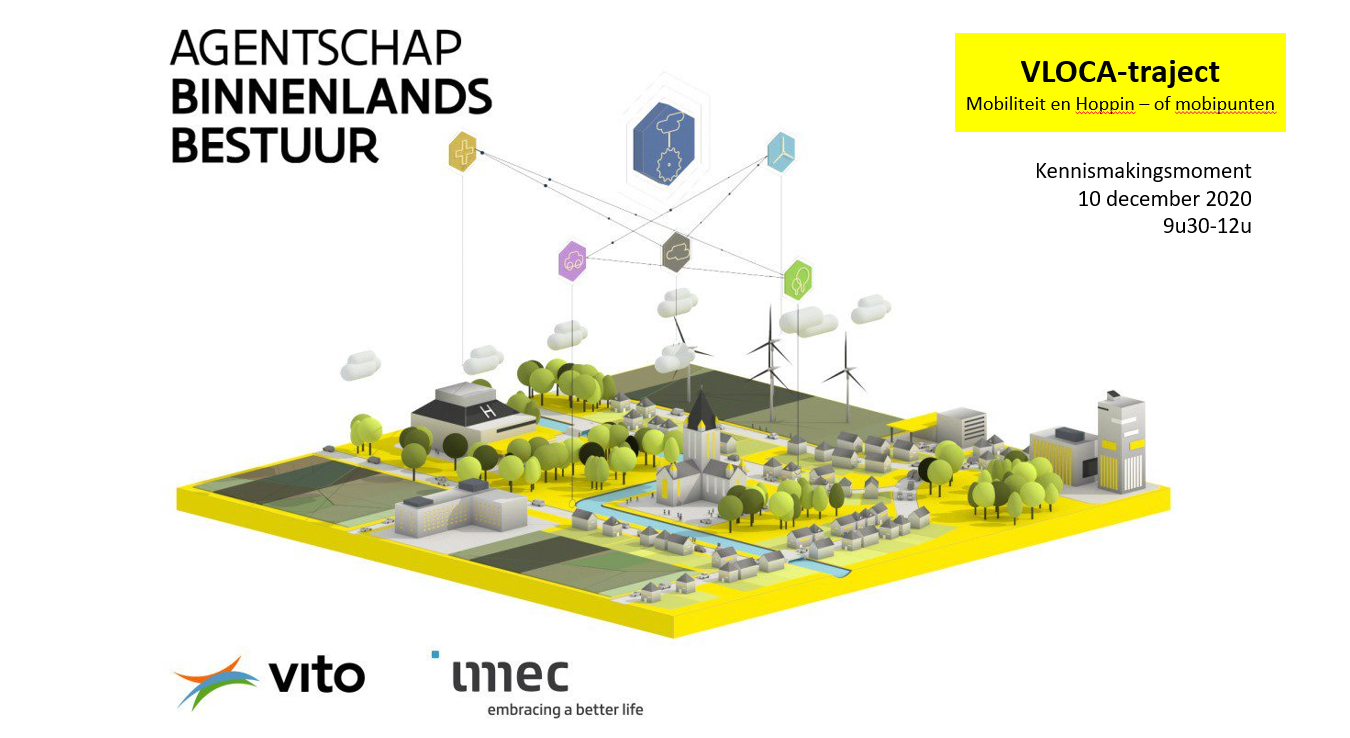 AGENTSCHAP
BINNENLANDS
BESTUUR
VLOCA-traject
Mobiliteit en Hoppin – of mobipunten
Kennismakingsmoment
10 december 2020
9u30-12u
H
vito
imec
embracing a better life